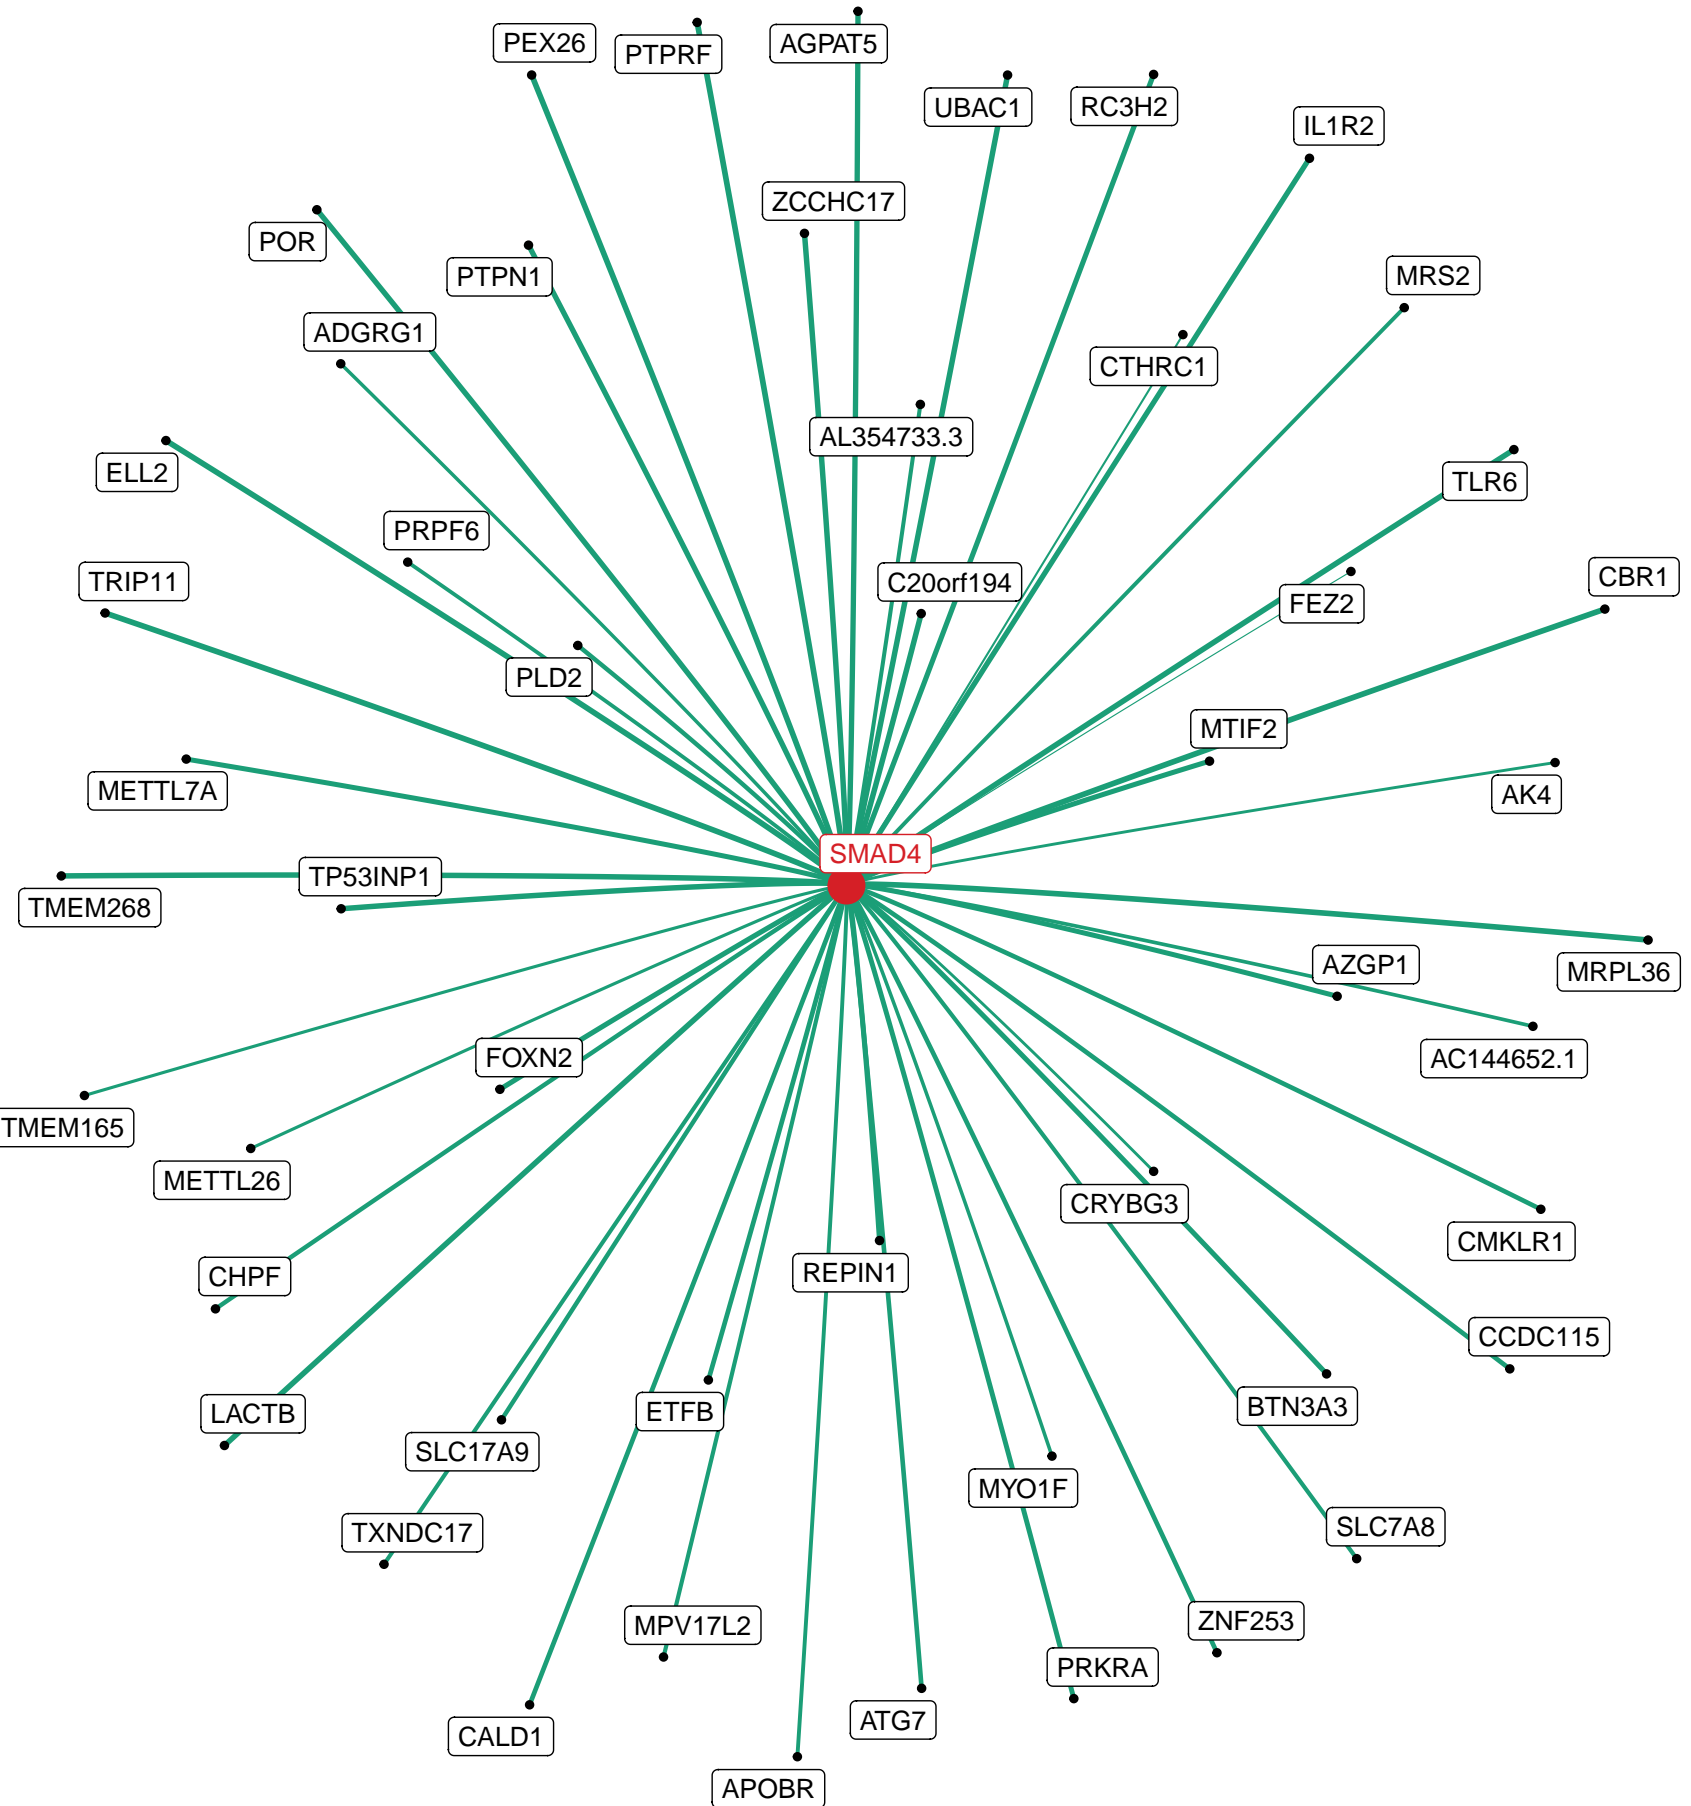 PEX26
PTPRF
AGPAT5
UBAC1
RC3H2
IL1R2
ZCCHC17
POR
PTPN1
MRS2
ADGRG1
CTHRC1
AL354733.3
ELL2
TLR6
PRPF6
TRIP11
C20orf194
CBR1
FEZ2
PLD2
MTIF2
METTL7A
AK4
SMAD4
TP53INP1
TMEM268
AZGP1
MRPL36
FOXN2
AC144652.1
TMEM165
METTL26
CRYBG3
CMKLR1
CHPF
REPIN1
CCDC115
LACTB
ETFB
BTN3A3
SLC17A9
MYO1F
TXNDC17
SLC7A8
MPV17L2
ZNF253
PRKRA
CALD1
ATG7
APOBR